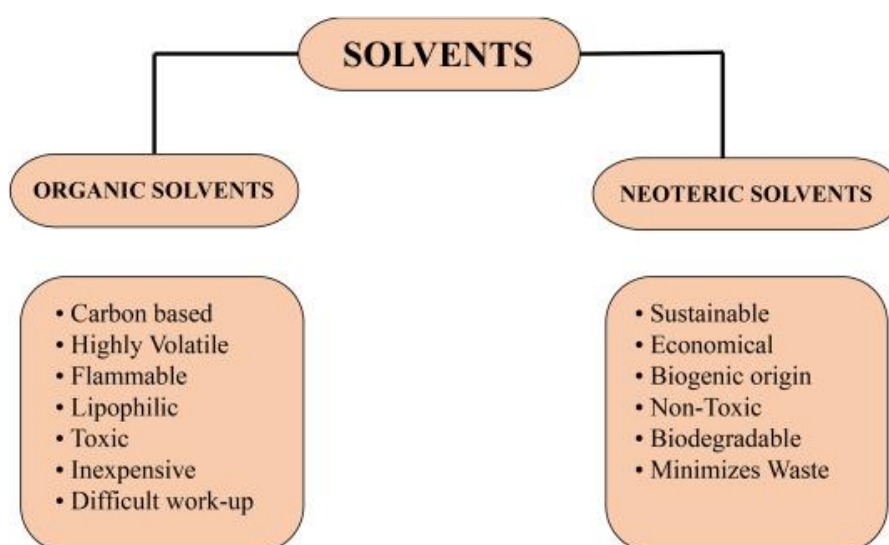 SOLVENTS
ORGANIC SOLVENTS
NEOTERIC SOLVENTS
• Carbon based
• Highly Volatile
• Flammable
• Lipophilic
• Toxic
• Inexpensive
• Difficult work-up
• Sustainable
• Economical
• Biogenic origin
• Non-Toxic
• Biodegradable
• Minimizes Waste